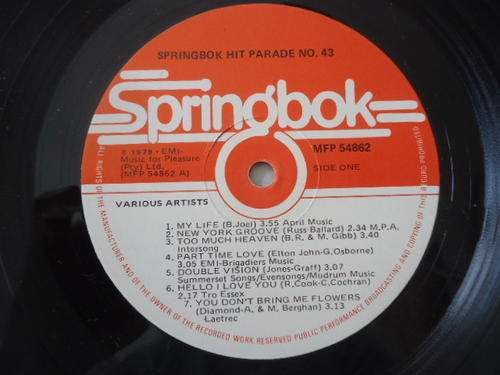 SPRINGBOK HIT PARADE NO. 43
Springbok
℗ 1979 • EMI-
Music for Pleasure
(Pty) Ltd.
(MFP 54862 A)
MFP 54862
SIDE ONE
VARIOUS ARTISTS
1. MY LIFE (B.Joel) 3.55 April Music
2. NEW YORK GROOVE (Russ Ballard) 2.34 M.P.A.
3. TOO MUCH HEAVEN (B.R. & M. Gibb) 3.40
Intersong
4. PART TIME LOVE (Elton John-G,Osborne)
3.05 EMI-Brigadiers Music
5. DOUBLE VISION (Jones-Graff) 3.07
Summerset Songs/Evensongs/Mudrum Music
6. HELLO I LOVE YOU (R,Cook-C.Cochran)
2.17 Tro Essex
7. YOU DON'T BRING ME FLOWERS
(Diamond-A, & M, Berghan) 3.13
Laetrec
ALL RIGHTS OF THE MANUFACTURER AND OF THE OWNER OF THE RECORDED WORK RESERVED PUBLIC PERFORMANCE BROADCASTING AND COPYING OF THIS RECORD PROHIBITED